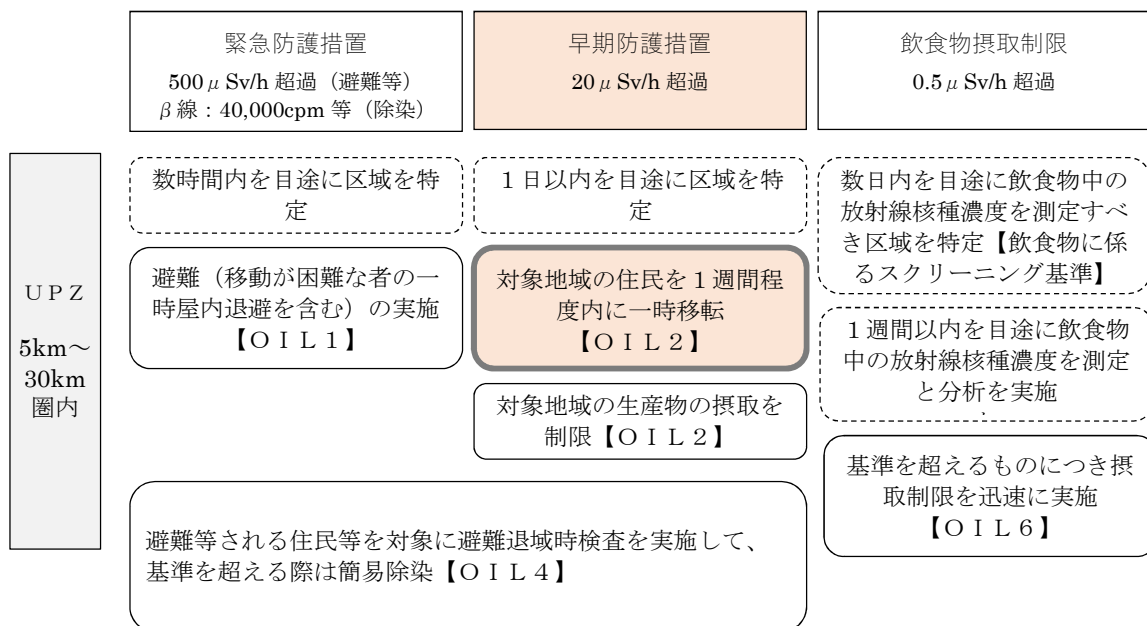 緊急防護措置
500μSv/h 超過（避難等）
β線：40,000cpm 等（除染）
早期防護措置
20μSv/h 超過
飲食物摂取制限
0.5μSv/h 超過
ＵＰＺ
5km～
30km
圏内
数時間内を目途に区域を特
定
避難（移動が困難な者の一
時屋内退避を含む）の実施
【ＯＩＬ１】
１日以内を目途に区域を特
定
対象地域の住民を１週間程
度内に一時移転
【ＯＩＬ２】
対象地域の生産物の摂取を
制限【ＯＩＬ２】
避難等される住民等を対象に避難退域時検査を実施して、
基準を超える際は簡易除染【ＯＩＬ４】
数日内を目途に飲食物中の
放射線核種濃度を測定すべ
き区域を特定【飲食物に係
るスクリーニング基準】
１週間以内を目途に飲食物
中の放射線核種濃度を測定
と分析を実施
基準を超えるものにつき摂
取制限を迅速に実施
【ＯＩＬ６】